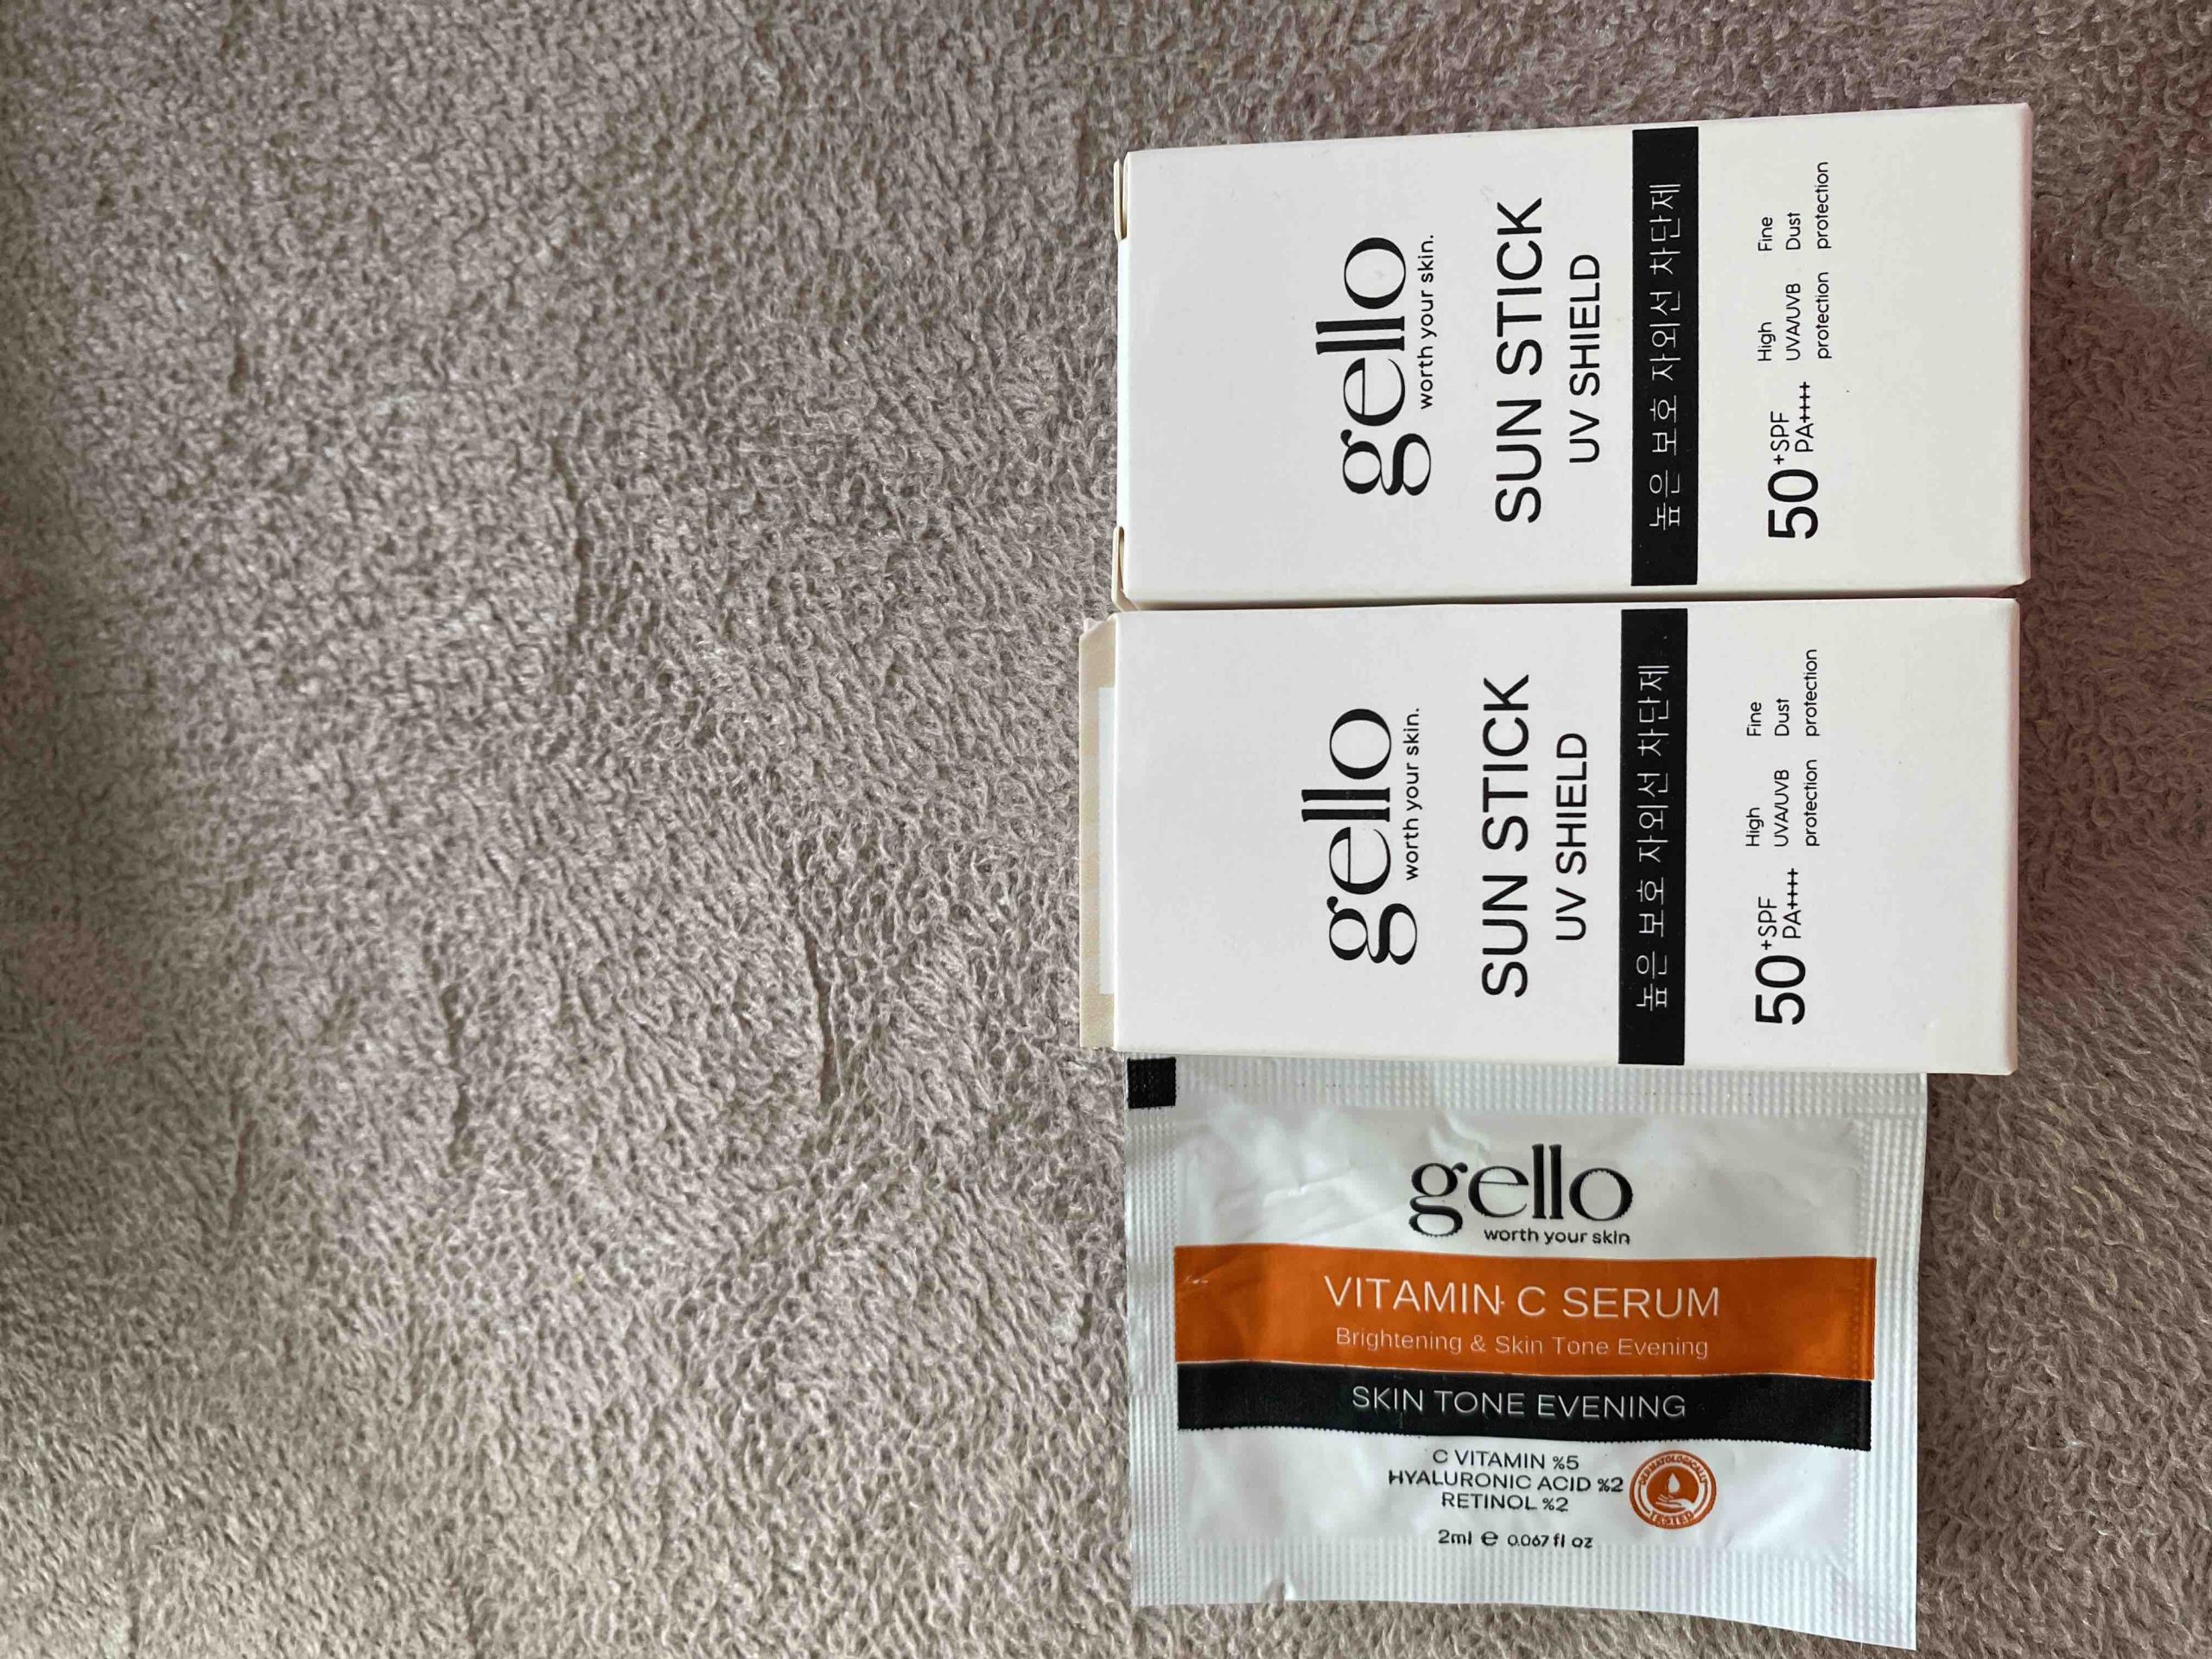 gello
worth your skin.
SUN STICK
UV SHIELD
높은 보호 자외선 차단제
50+SPF
PA++++
High
UVA/UVB
protection
Fine
Dust
protection
gello
worth your skin.
SUN STICK
UV SHIELD
높은 보호 자외선 차단제
50+SPF
PA++++
High
UVA/UVB
protection
Fine
Dust
protection
gello
worth your skin
VITAMIN C SERUM
Brightening & Skin Tone Evening
SKIN TONE EVENING
C VITAMIN %5
HYALURONIC ACID %2
RETINOL %2
DERMATOLOGICALLY
TESTED
2ml e 0.067 fl oz